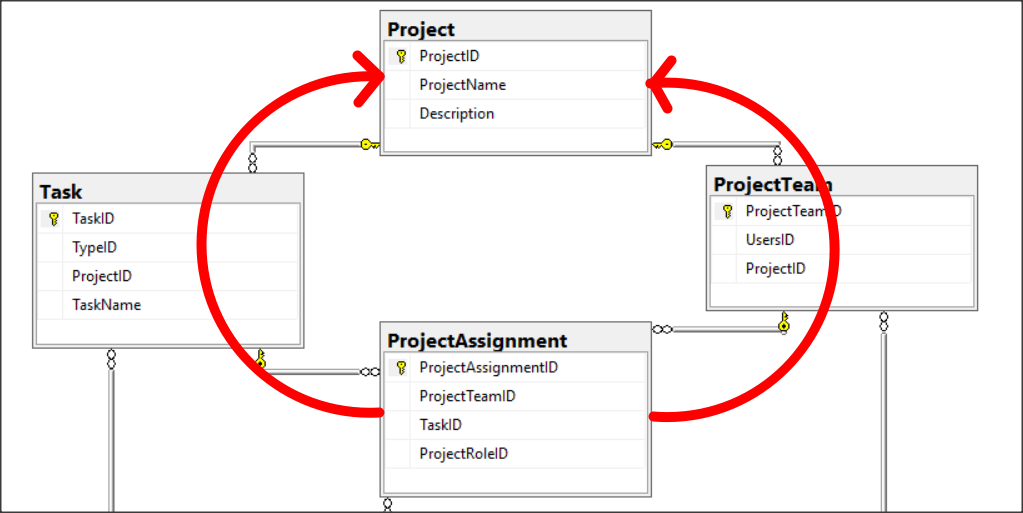 Project
ProjectID
ProjectName
Description
Task
TaskID
TypeID
ProjectID
TaskName
ProjectTeam
ProjectTeamID
UsersID
ProjectID
ProjectAssignment
ProjectAssignmentID
ProjectTeamID
TaskID
ProjectRoleID